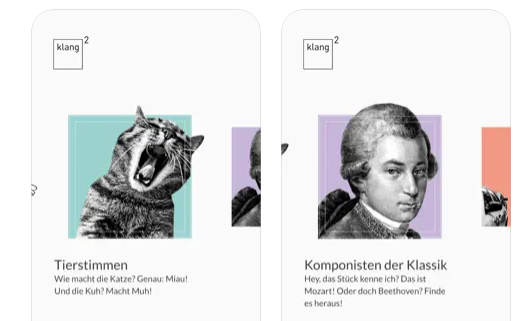 klang 2
klang 2
Tierstimmen
Wie macht die Katze? Genau: Miau!
Und die Kuh? Macht Muh!
Komponisten der Klassik
Hey, das Stück kenne ich? Das ist
Mozart! Oder doch Beethoven? Finde
es heraus!